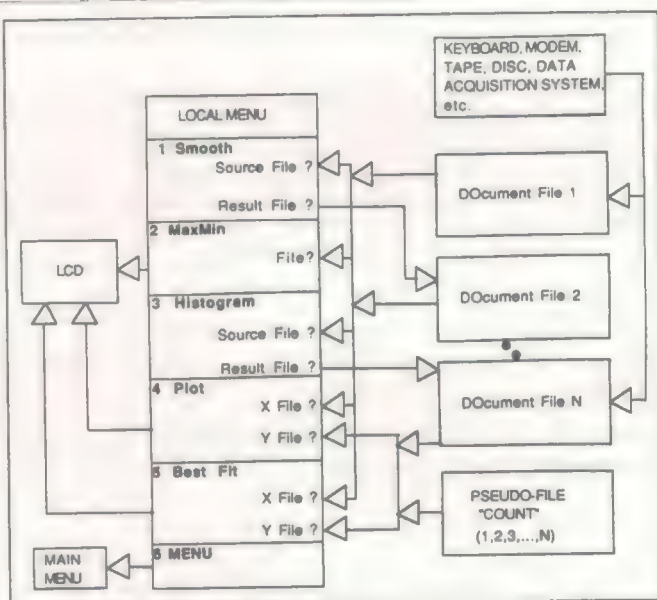 KEYBOARD, MODEM,
TAPE, DISC, DATA
ACQUISITION SYSTEM,
etc.
LOCAL MENU
1 Smooth
Source File ?
Result File ?
DOcument File 1
2 MaxMin
File?
LCD
DOcument File 2
3 Histogram
Source File ?
Result File ?
DOcument File N
4 Plot
X File ?
Y File ?
5 Best Fit
X File ?
Y File ?
PSEUDO-FILE
"COUNT"
(1,2,3,...,N)
6 MENU
MAIN
MENU